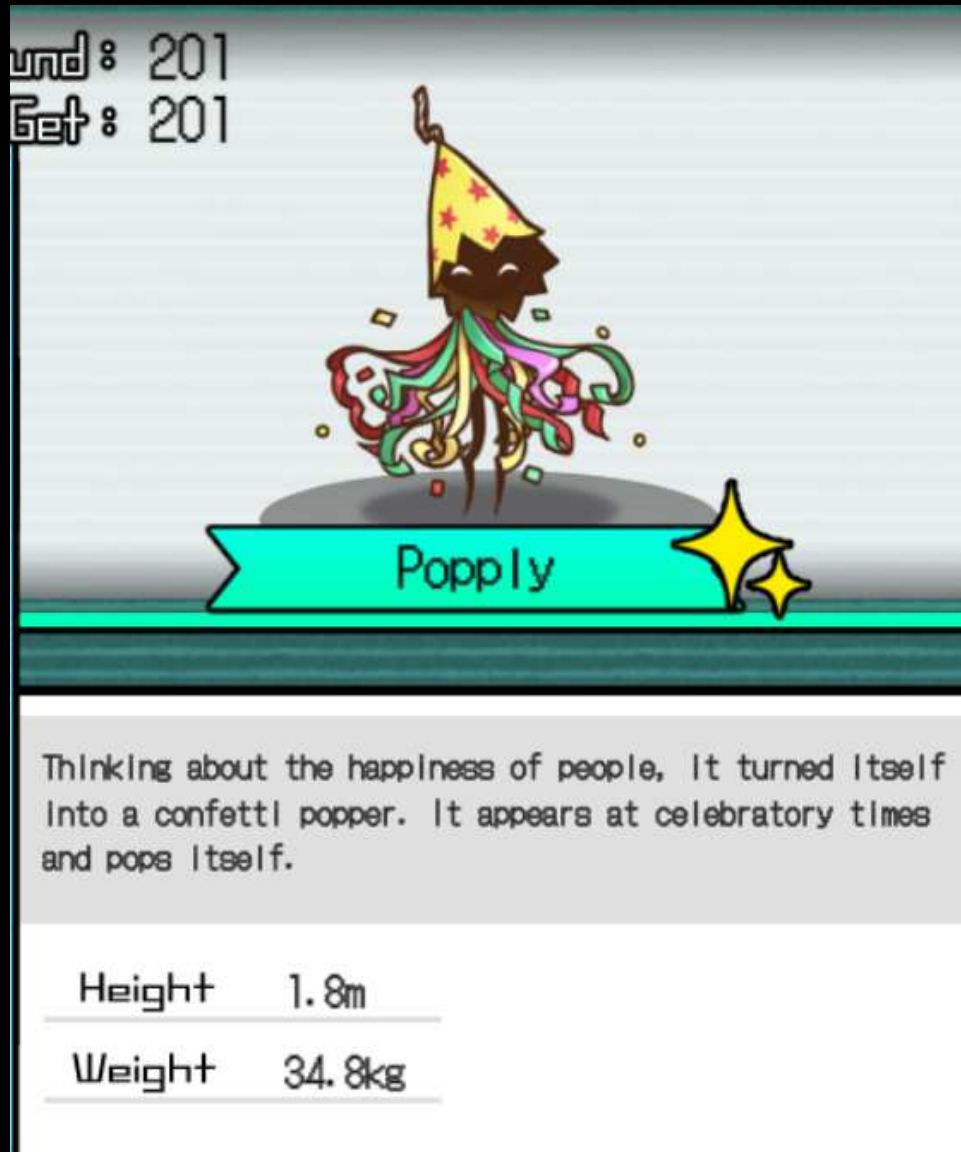 und: 201
Get: 201
Popply
Thinking about the happiness of people, it turned itself
into a confetti popper. It appears at celebratory times
and pops itself.
Height 1.8m
Weight 34.8kg